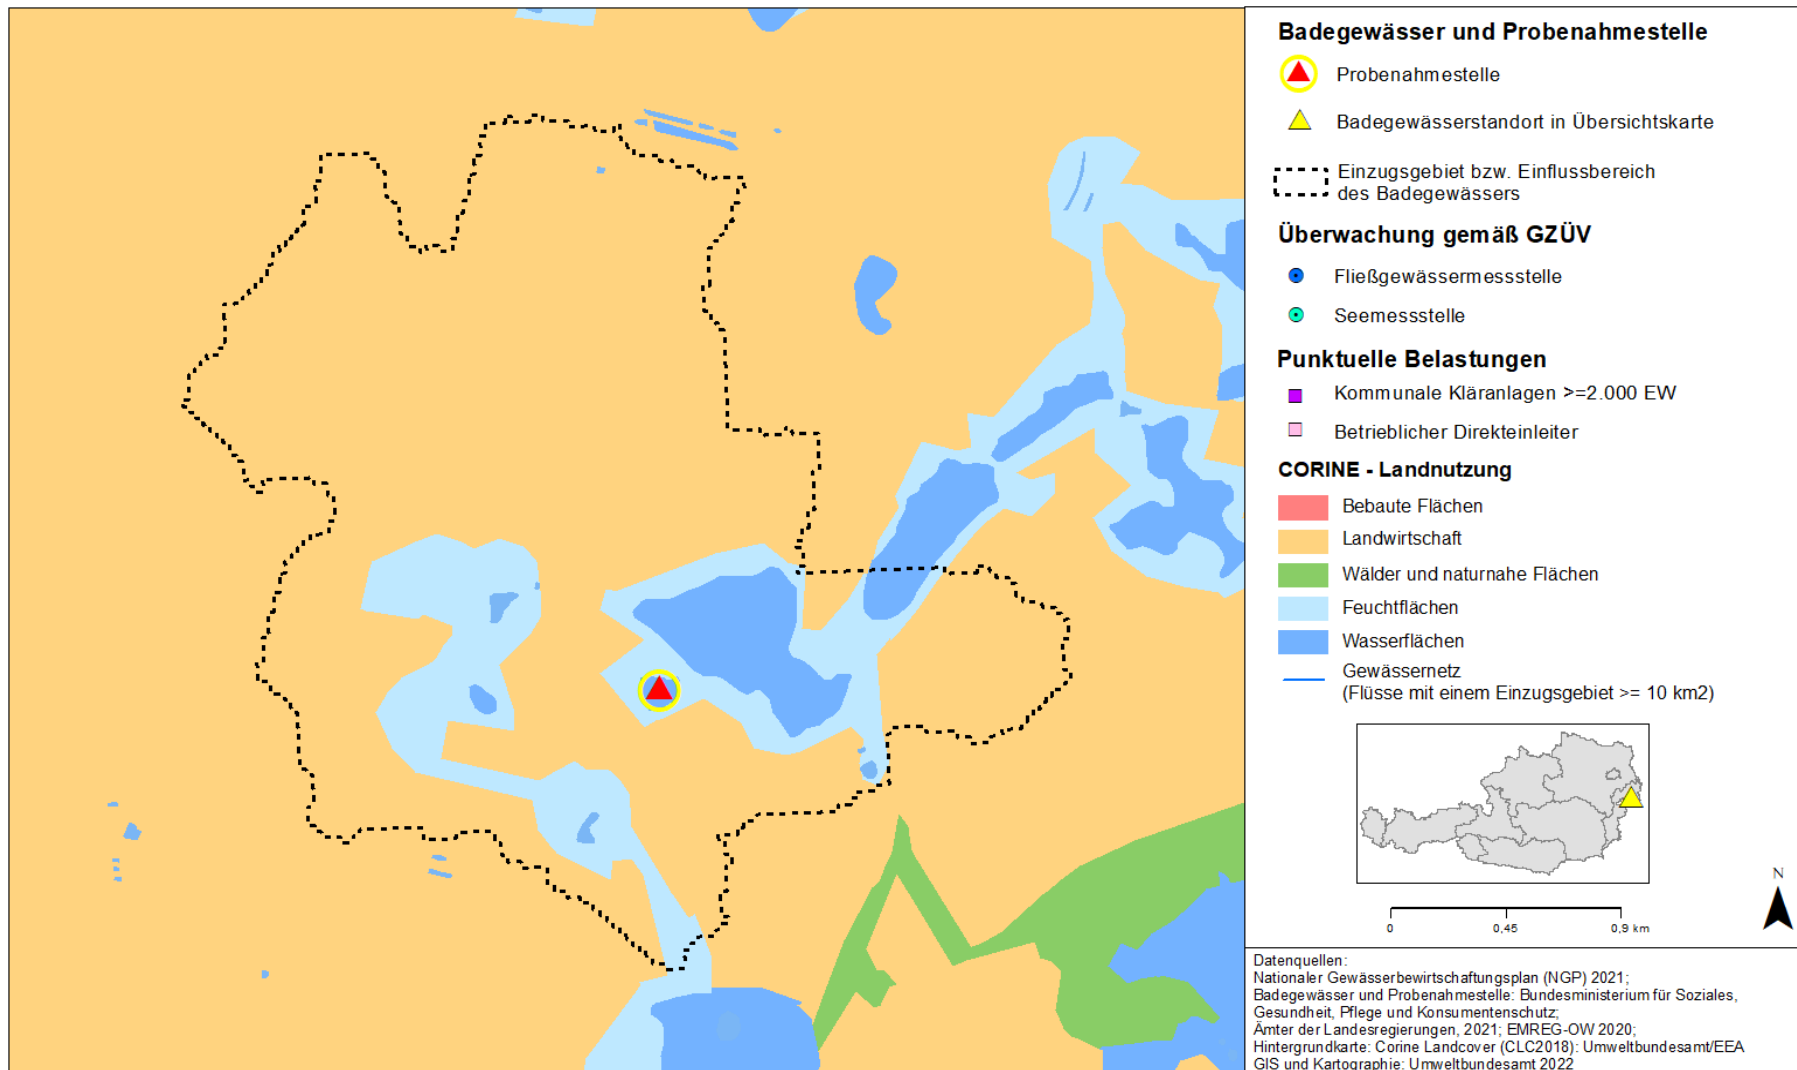 Badegewässer und Probenahmestelle
Probenahmestelle
Badegewässerstandort in Übersichtskarte
Einzugsgebiet bzw. Einflussbereich
des Badegewässers
Überwachung gemäß GZÜV
Fließgewässermessstelle
Seemessstelle
Punktuelle Belastungen
Kommunale Kläranlagen >=2.000 EW
Betrieblicher Direkteinleiter
CORINE - Landnutzung
Bebaute Flächen
Landwirtschaft
Wälder und naturnahe Flächen
Feuchtflächen
Wasserflächen
Gewässernetz
(Flüsse mit einem Einzugsgebiet >= 10 km2)
N
0 0,45 0,9 km
Datenquellen:
Nationaler Gewässerbewirtschaftungsplan (NGP) 2021;
Badegewässer und Probenahmestelle: Bundesministerium für Soziales,
Gesundheit, Pflege und Konsumentenschutz;
Ämter der Landesregierungen, 2021; EMREG-OW 2020;
Hintergrundkarte: Corine Landcover (CLC2018): Umweltbundesamt/EEA
GIS und Kartographie: Umweltbundesamt 2022